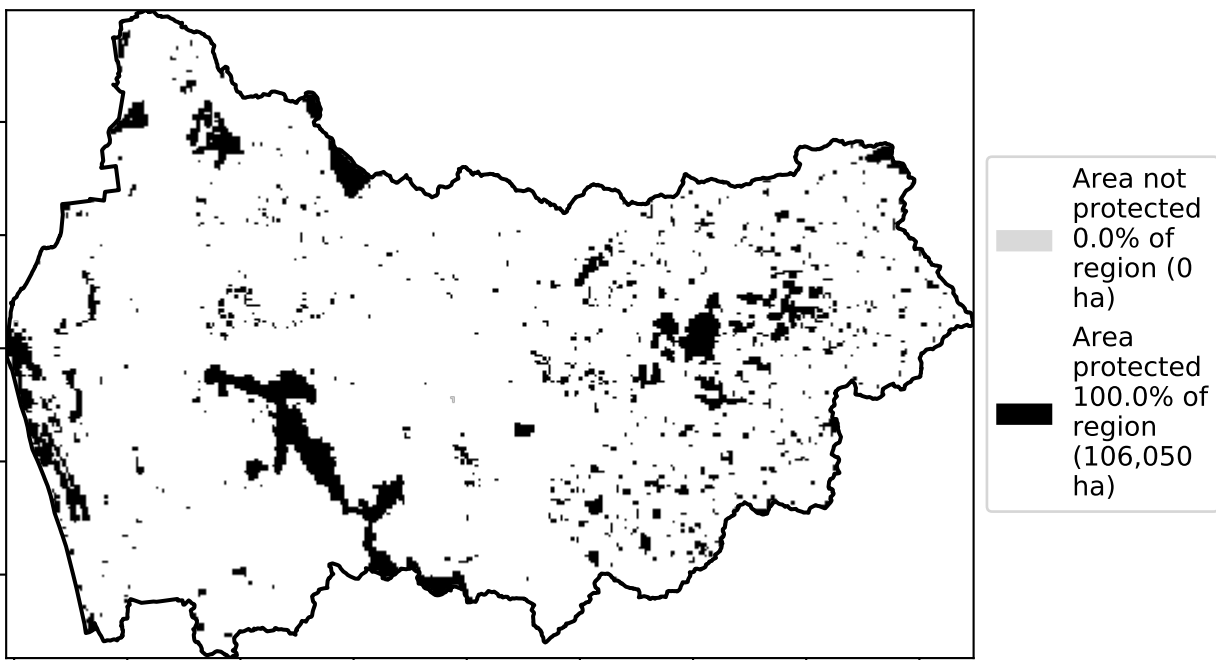 Area not
protected
0.0% of
region (0
ha)
Area
protected
100.0% of
region
(106,050
ha)